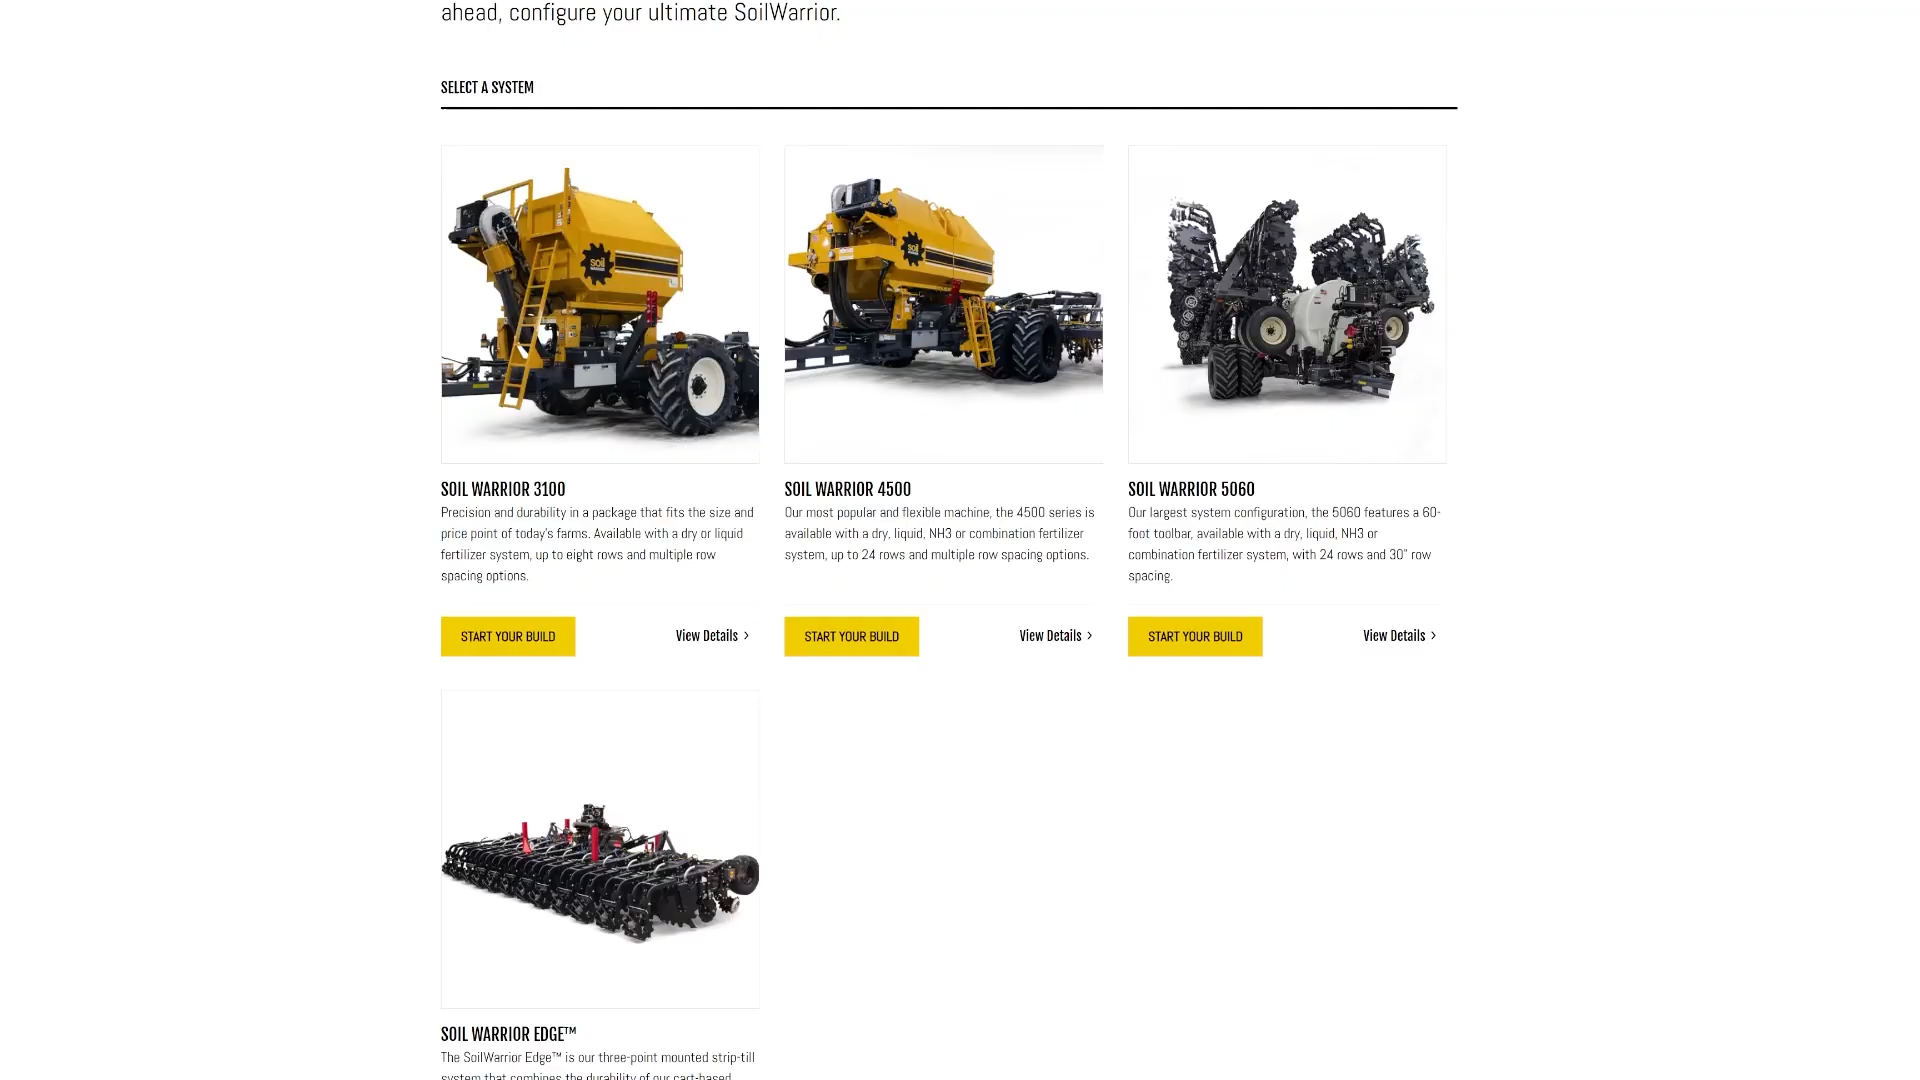 ahead, configure your ultimate SoilWarrior.
SELECT A SYSTEM
soil
WARRIOR
soil
SOIL WARRIOR 3100
Precision and durability in a package that fits the size and
price point of today's farms. Available with a dry or liquid
fertilizer system, up to eight rows and multiple row
spacing options.
START YOUR BUILD
View Details >
SOIL WARRIOR 4500
Our most popular and flexible machine, the 4500 series is
available with a dry, liquid, NH3 or combination fertilizer
system, up to 24 rows and multiple row spacing options.
START YOUR BUILD
View Details >
SOIL WARRIOR 5060
Our largest system configuration, the 5060 features a 60-
foot toolbar, available with a dry, liquid, NH3 or
combination fertilizer system, with 24 rows and 30" row
spacing.
START YOUR BUILD
View Details >
SOIL WARRIOR EDGE™
The SoilWarrior Edge™ is our three-point mounted strip-till
system that combines the durability of our cart-based